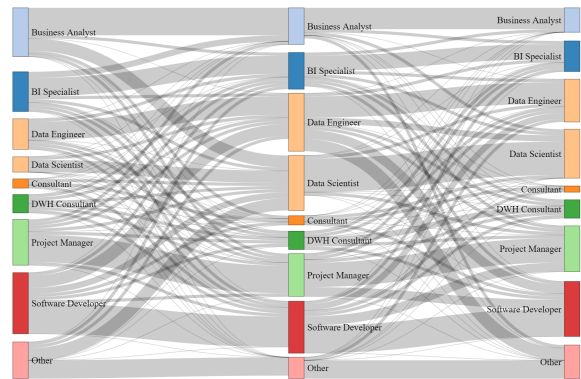 Business Analyst
BI Specialist
Data Engineer
Data Scientist
Consultant
DWH Consultant
Project Manager
Software Developer
Other
Business Analyst
BI Specialist
Data Engineer
Data Scientist
Consultant
DWH Consultant
Project Manager
Software Developer
Other
Business Analyst
BI Specialist
Data Engineer
Data Scientist
Consultant
DWH Consultant
Project Manager
Software Developer
Other